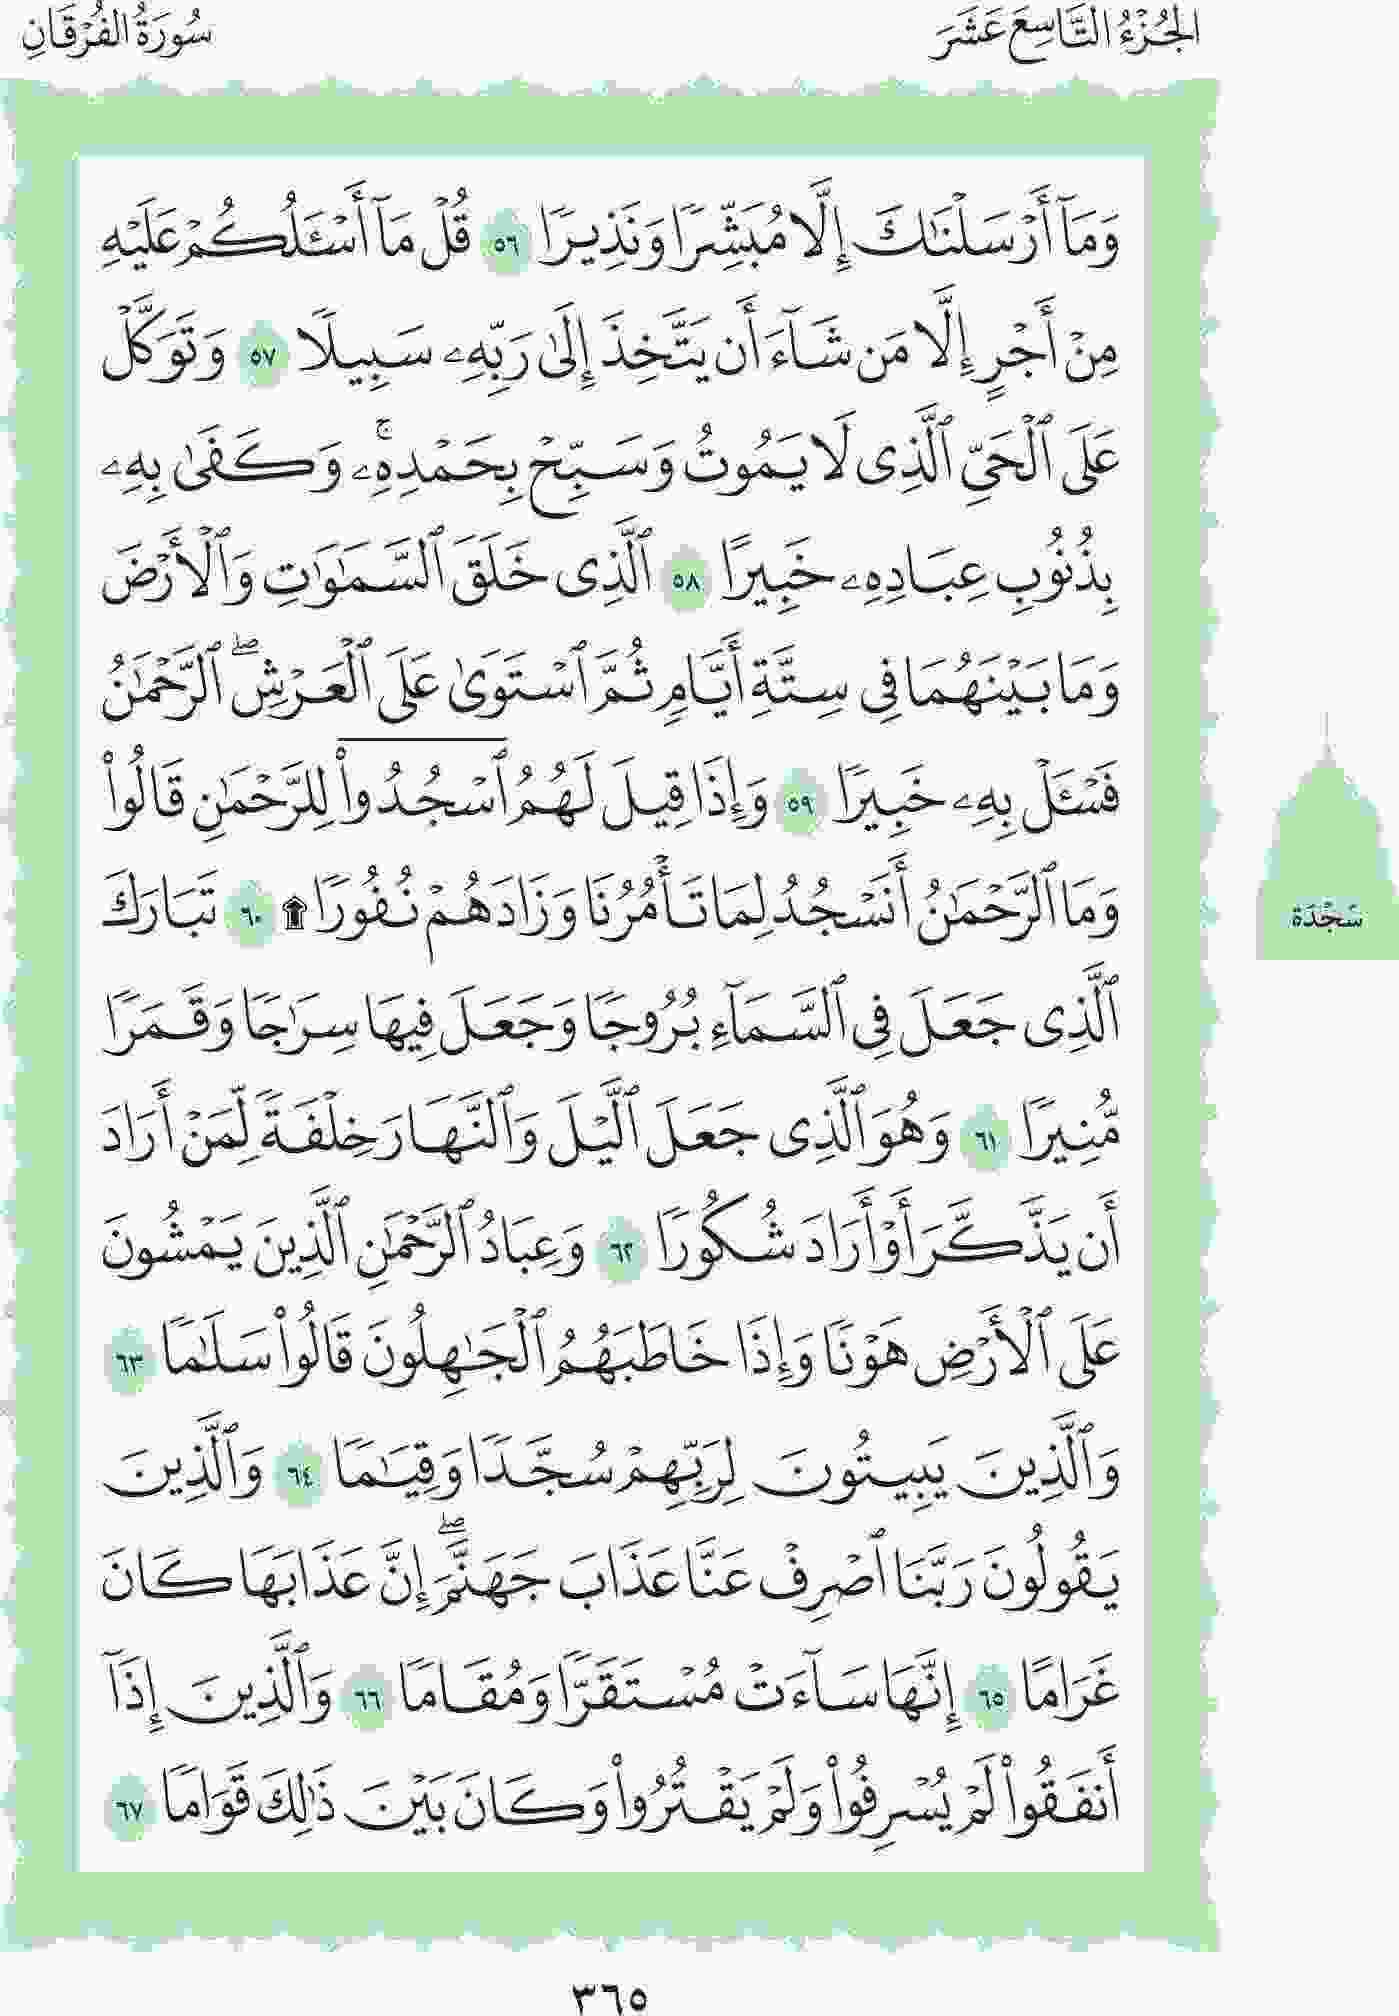 الجُزْءُ التَّاسِعَ عَشَرَ
سُورَةُ الفُرْقَانِ
وَمَآ أَرْسَلْنَٰكَ إِلَّا مُبَشِّرًا وَنَذِيرًا ٥٦ قُلْ مَآ أَسْـَٔلُكُمْ عَلَيْهِ
مِنْ أَجْرٍ إِلَّا مَن شَآءَ أَن يَتَّخِذَ إِلَىٰ رَبِّهِۦ سَبِيلًا ٥٧ وَتَوَكَّلْ
عَلَى ٱلْحَىِّ ٱلَّذِى لَا يَمُوتُ وَسَبِّحْ بِحَمْدِهِۦ ۚ وَكَفَىٰ بِهِۦ
بِذُنُوبِ عِبَادِهِۦ خَبِيرًا ٥٨ ٱلَّذِى خَلَقَ ٱلسَّمَٰوَٰتِ وَٱلْأَرْضَ
وَمَا بَيْنَهُمَا فِى سِتَّةِ أَيَّامٍ ثُمَّ ٱسْتَوَىٰ عَلَى ٱلْعَرْشِ ۖ ٱلرَّحْمَٰنُ
فَسْـَٔلْ بِهِۦ خَبِيرًا ٥٩ وَإِذَا قِيلَ لَهُمُ ٱسْجُدُوا۟ لِلرَّحْمَٰنِ قَالُوا۟
وَمَا ٱلرَّحْمَٰنُ أَنَسْجُدُ لِمَا تَأْمُرُنَا وَزَادَهُمْ نُفُورًا ۩ ٦٠ تَبَارَكَ
سَجْدَة
ٱلَّذِى جَعَلَ فِى ٱلسَّمَآءِ بُرُوجًا وَجَعَلَ فِيهَا سِرَٰجًا وَقَمَرًا
مُّنِيرًا ٦١ وَهُوَ ٱلَّذِى جَعَلَ ٱلَّيْلَ وَٱلنَّهَارَ خِلْفَةً لِّمَنْ أَرَادَ
أَن يَذَّكَّرَ أَوْ أَرَادَ شُكُورًا ٦٢ وَعِبَادُ ٱلرَّحْمَٰنِ ٱلَّذِينَ يَمْشُونَ
عَلَى ٱلْأَرْضِ هَوْنًا وَإِذَا خَاطَبَهُمُ ٱلْجَٰهِلُونَ قَالُوا۟ سَلَٰمًا ٦٣
وَٱلَّذِينَ يَبِيتُونَ لِرَبِّهِمْ سُجَّدًا وَقِيَٰمًا ٦٤ وَٱلَّذِينَ
يَقُولُونَ رَبَّنَا ٱصْرِفْ عَنَّا عَذَابَ جَهَنَّمَ ۖ إِنَّ عَذَابَهَا كَانَ
غَرَامًا ٦٥ إِنَّهَا سَآءَتْ مُسْتَقَرًّا وَمُقَامًا ٦٦ وَٱلَّذِينَ إِذَآ
أَنفَقُوا۟ لَمْ يُسْرِفُوا۟ وَلَمْ يَقْتُرُوا۟ وَكَانَ بَيْنَ ذَٰلِكَ قَوَامًا ٦٧
٣٦٥